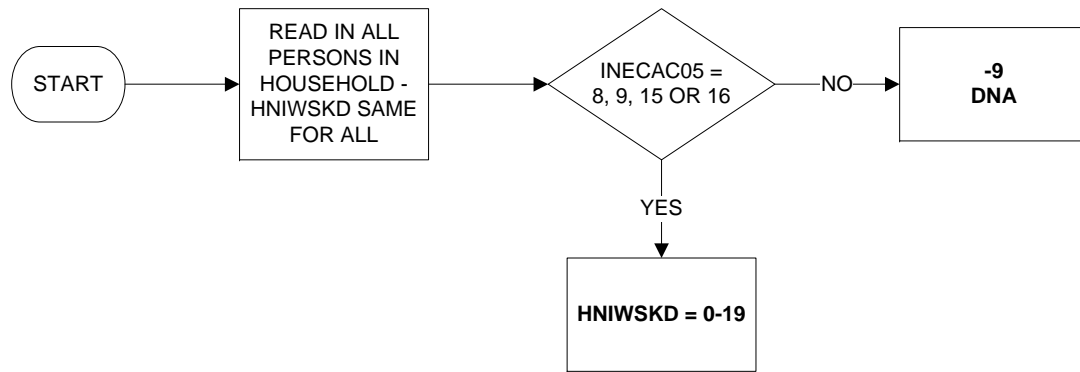 START
READ IN ALL
PERSONS IN
HOUSEHOLD -
HNIWSKD SAME
FOR ALL
INECAC05 =
8, 9, 15 OR 16
NO
-9
DNA
YES
HNIWSKD = 0-19